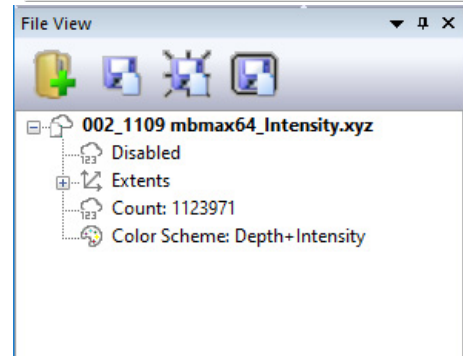 File View
002_1109 mbmax64_Intensity.xyz
Disabled
Extents
Count: 1123971
Color Scheme: Depth+Intensity